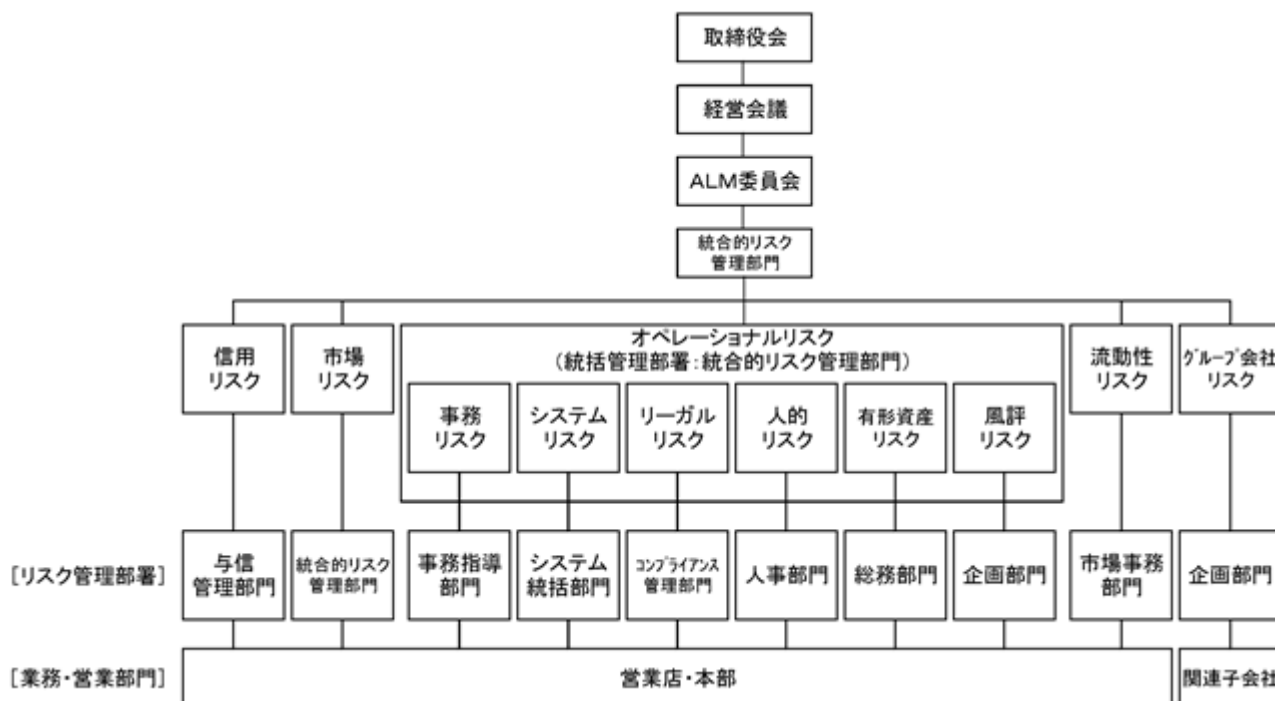 取締役会
経営会議
ALM委員会
統合的リスク
管理部門
信用
リスク
市場
リスク
オペレーショナルリスク
(統括管理部署:統合的リスク管理部門)
事務
リスク
システム
リスク
リーガル
リスク
人的
リスク
有形資産
リスク
風評
リスク
流動性
リスク
グループ会社
リスク
[リスク管理部署]
与信
管理部門
統合的リスク
管理部門
事務指導
部門
システム
統括部門
コンプライアンス
管理部門
人事部門
総務部門
企画部門
市場事務
部門
企画部門
[業務・営業部門]
営業店・本部
関連子会社